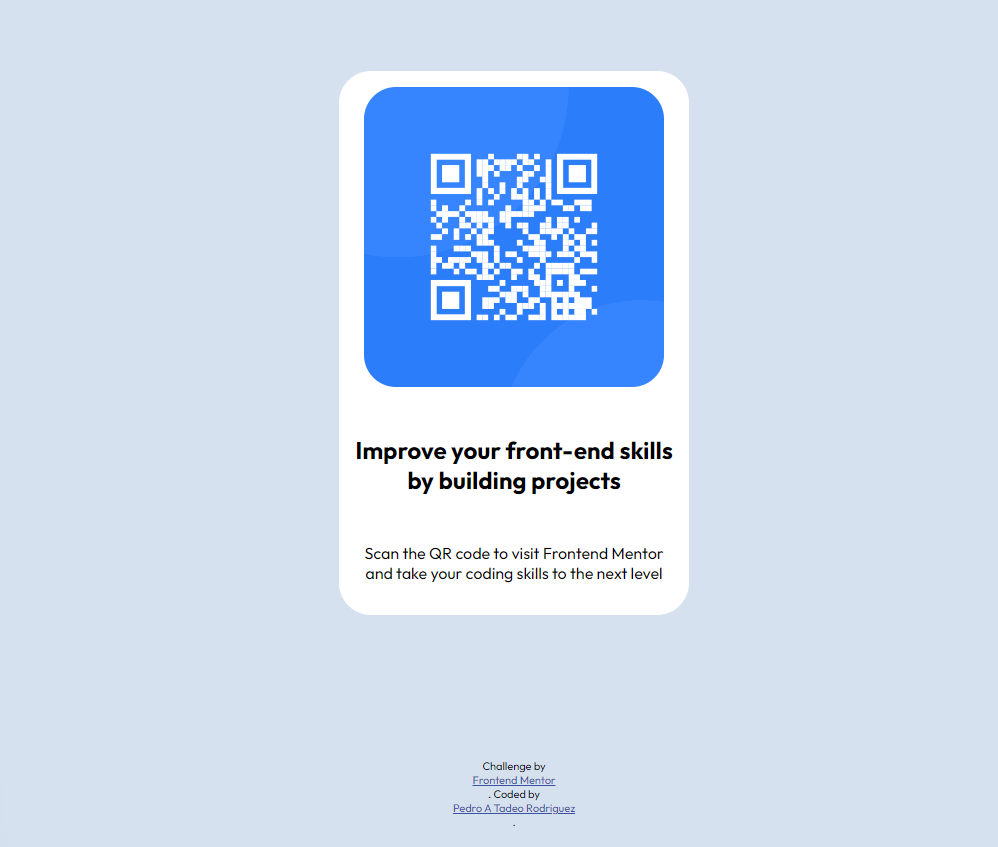 Improve your front-end skills
by building projects
Scan the QR code to visit Frontend Mentor
and take your coding skills to the next level
Challenge by
Frontend Mentor
. Coded by
Pedro A Tadeo Rodriguez
.